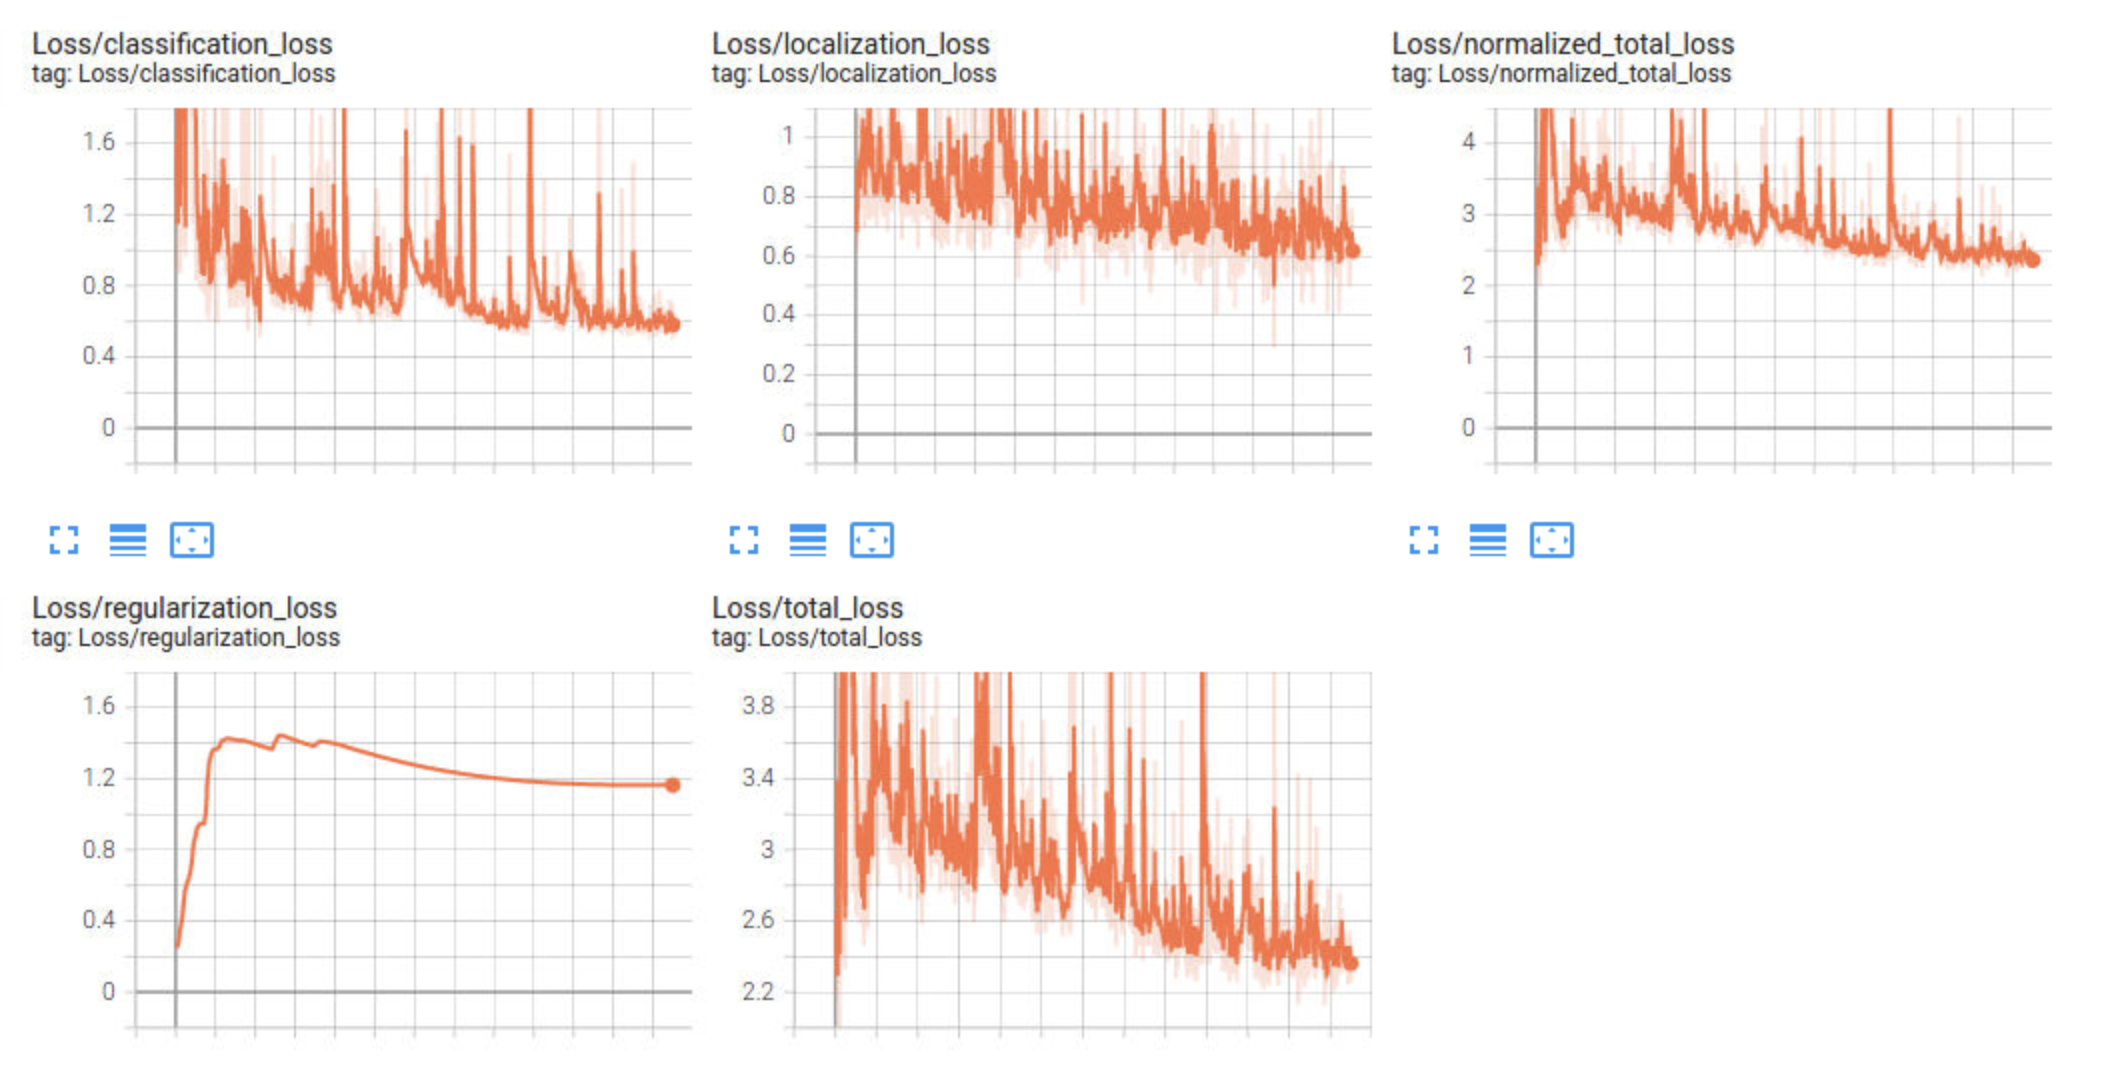 Loss/classification_loss
tag: Loss/classification_loss
1.6
1.2
0.8
0.4
0
Loss/localization_loss
tag: Loss/localization_loss
1
0.8
0.6
0.4
0.2
0
Loss/normalized_total_loss
tag: Loss/normalized_total_loss
4
3
2
1
0
Loss/regularization_loss
tag: Loss/regularization_loss
1.6
1.2
0.8
0.4
0
Loss/total_loss
tag: Loss/total_loss
3.8
3.4
3
2.6
2.2